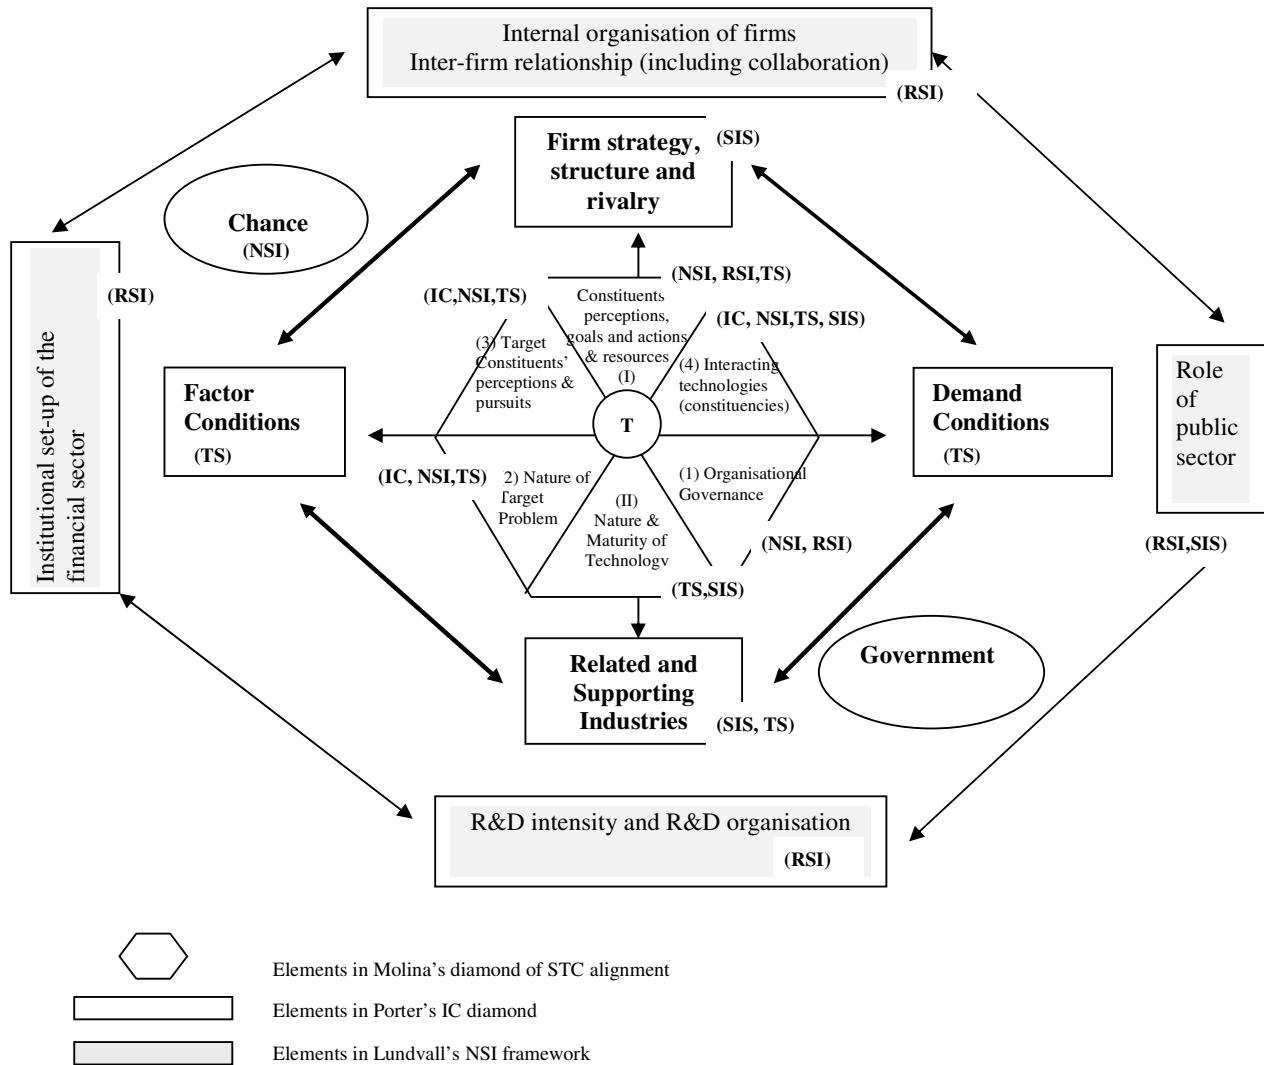 Internal organisation of firms
Inter-firm relationship (including collaboration)
(RSI)
Firm strategy,
structure and
rivalry
(SIS)
Chance
(NSI)
Institutional set-up of the
financial sector
(RSI)
(NSI, RSI,TS)
(IC,NSI,TS)
Constituents
perceptions,
goals and actions
& resources
(I)
(IC, NSI,TS, SIS)
(3) Target
Constituents'
perceptions &
pursuits
(4) Interacting
technologies
(constituencies)
T
Factor
Conditions
(TS)
Demand
Conditions
(TS)
Role
of
public
sector
(RSI,SIS)
(IC, NSI,TS)
2) Nature of
Target
Problem
(II)
Nature &
Maturity of
Technology
(1) Organisational
Governance
(NSI, RSI)
(TS,SIS)
Related and
Supporting
Industries
(SIS, TS)
Government
R&D intensity and R&D organisation
(RSI)
Elements in Molina's diamond of STC alignment
Elements in Porter's IC diamond
Elements in Lundvall's NSI framework